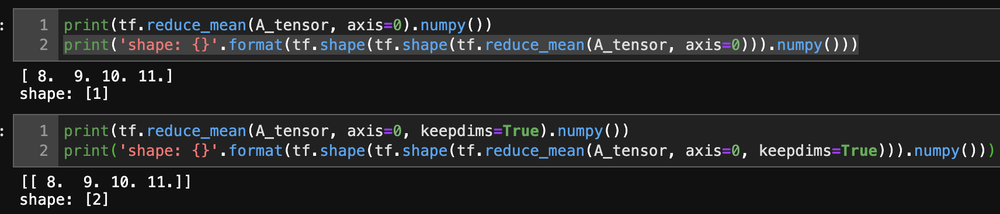 :
1 print(tf.reduce_mean(A_tensor, axis=0).numpy())
2 print('shape: {}'.format(tf.shape(tf.shape(tf.reduce_mean(A_tensor, axis=0))).numpy()))
[ 8.  9. 10. 11.]
shape: [1]
:
1 print(tf.reduce_mean(A_tensor, axis=0, keepdims=True).numpy())
2 print('shape: {}'.format(tf.shape(tf.shape(tf.reduce_mean(A_tensor, axis=0, keepdims=True))).numpy()))
[[ 8.  9. 10. 11.]]
shape: [2]